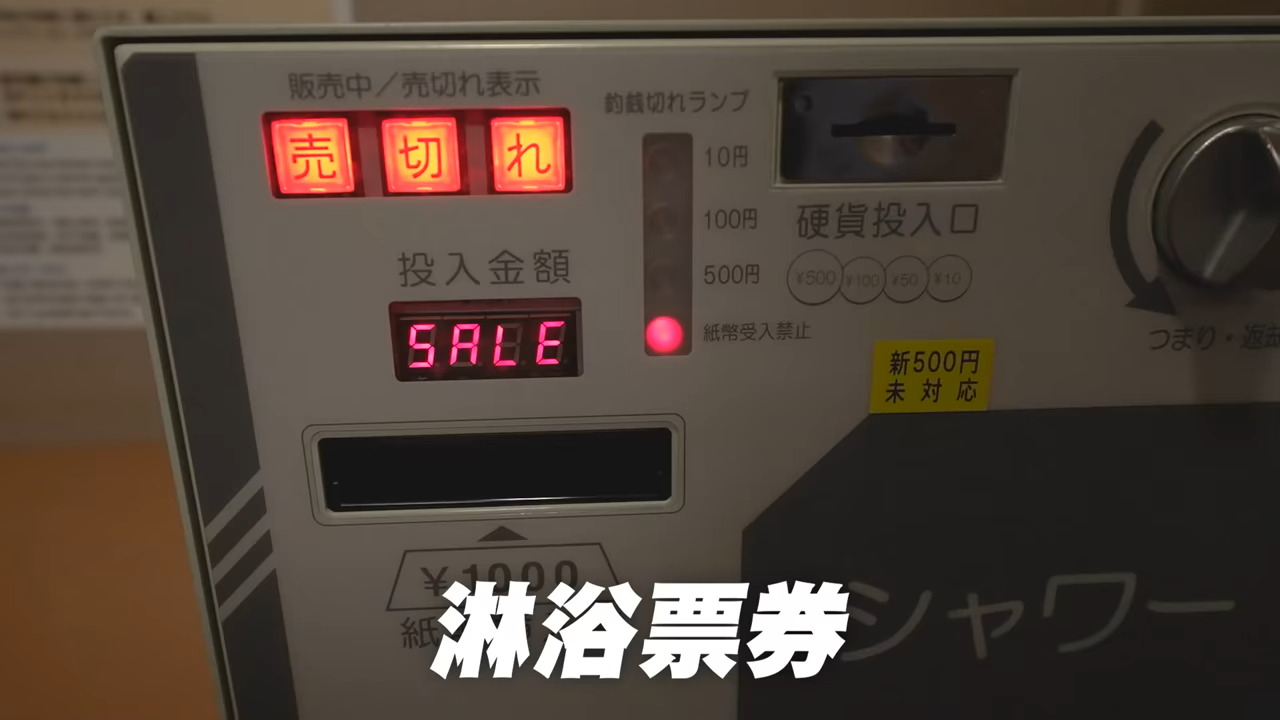 販売中／売切れ表示
売 切 れ
釣銭切れランプ
10円
100円
500円
紙幣受入禁止
硬貨投入口
¥500 ¥100 ¥50 ¥10
投入金額
SALE
つまり・返却
新500円
未対応
¥1000
紙
シャワー
淋浴票券